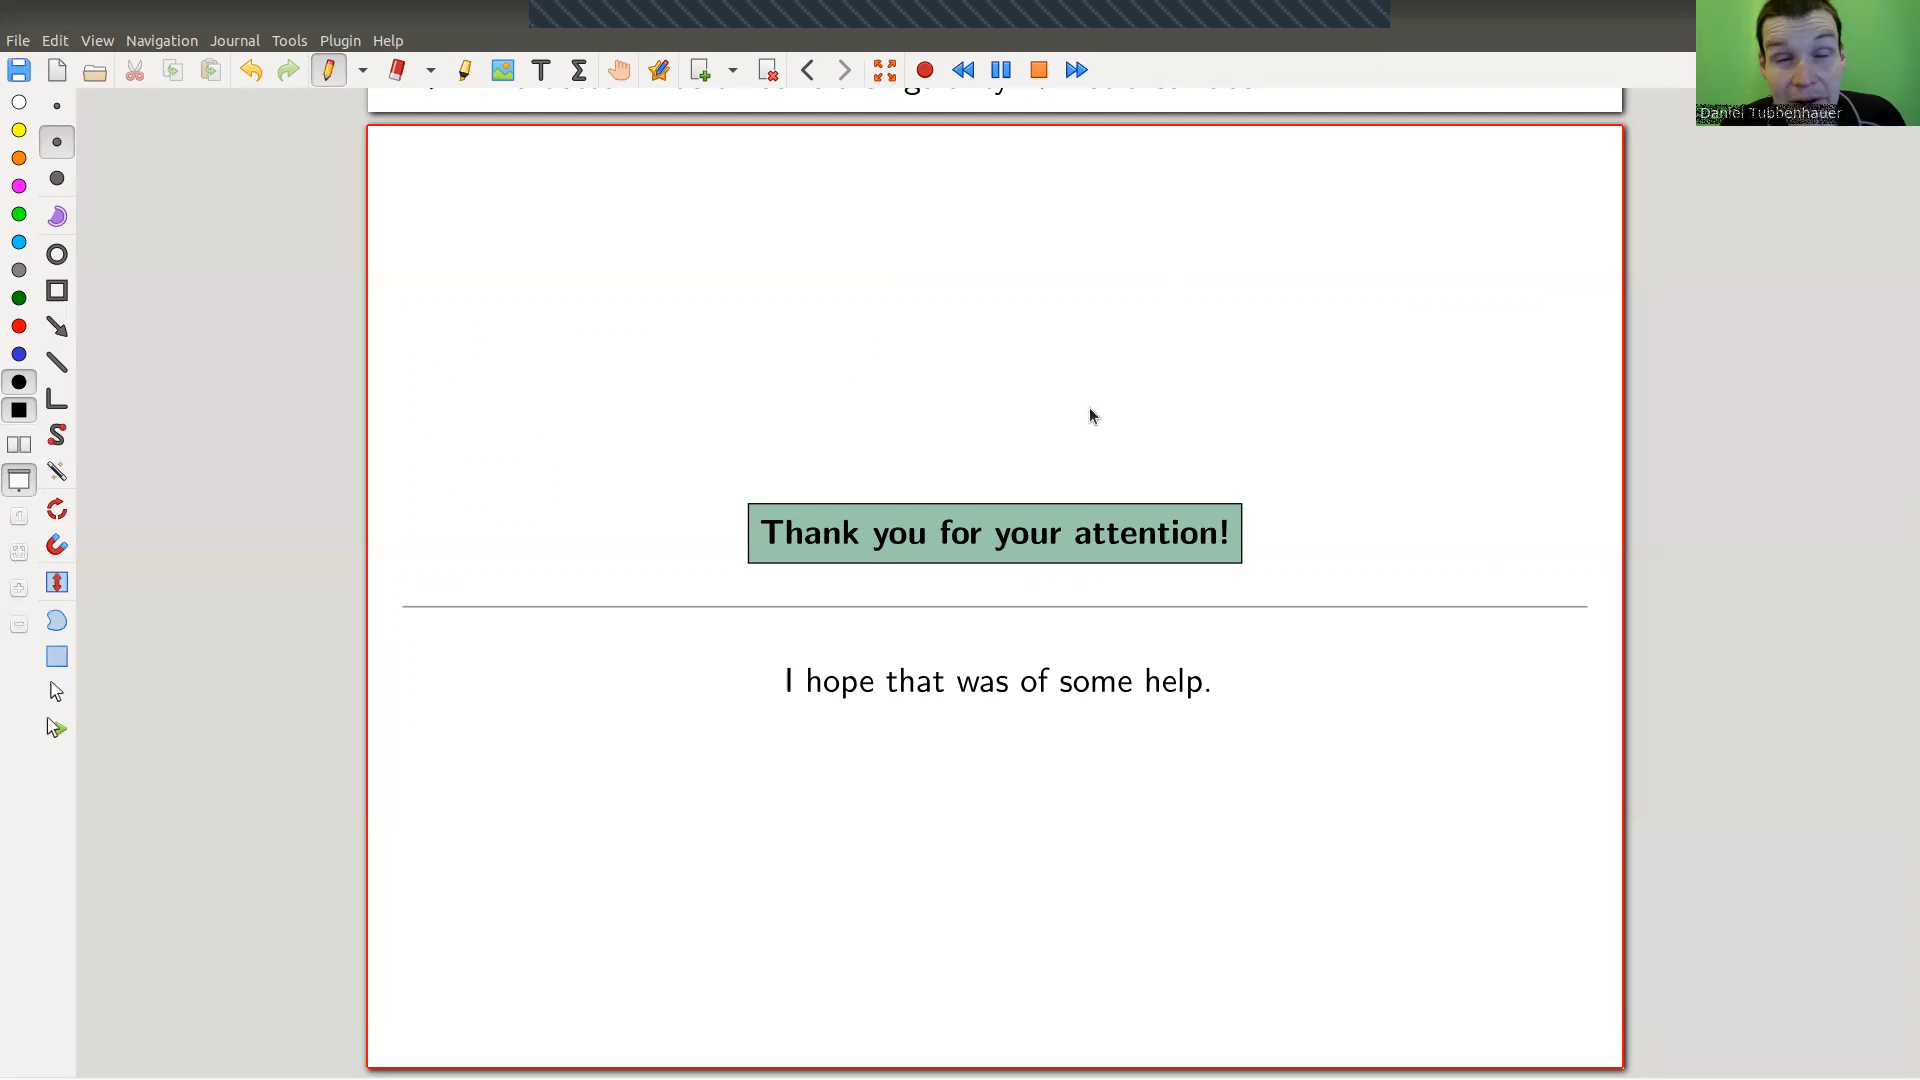 File Edit View Navigation Journal Tools Plugin Help
Daniel Tubbenhauer
Thank you for your attention!
I hope that was of some help.